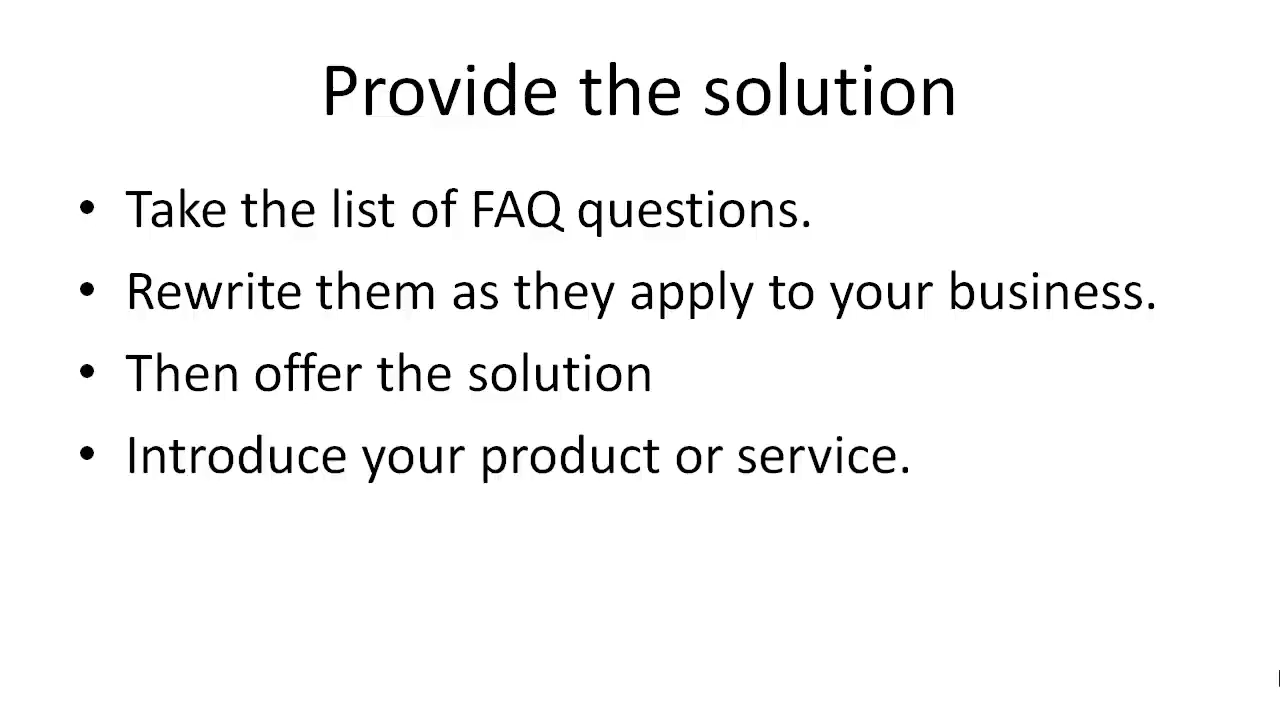 Provide the solution
• Take the list of FAQ questions.
• Rewrite them as they apply to your business.
• Then offer the solution
• Introduce your product or service.